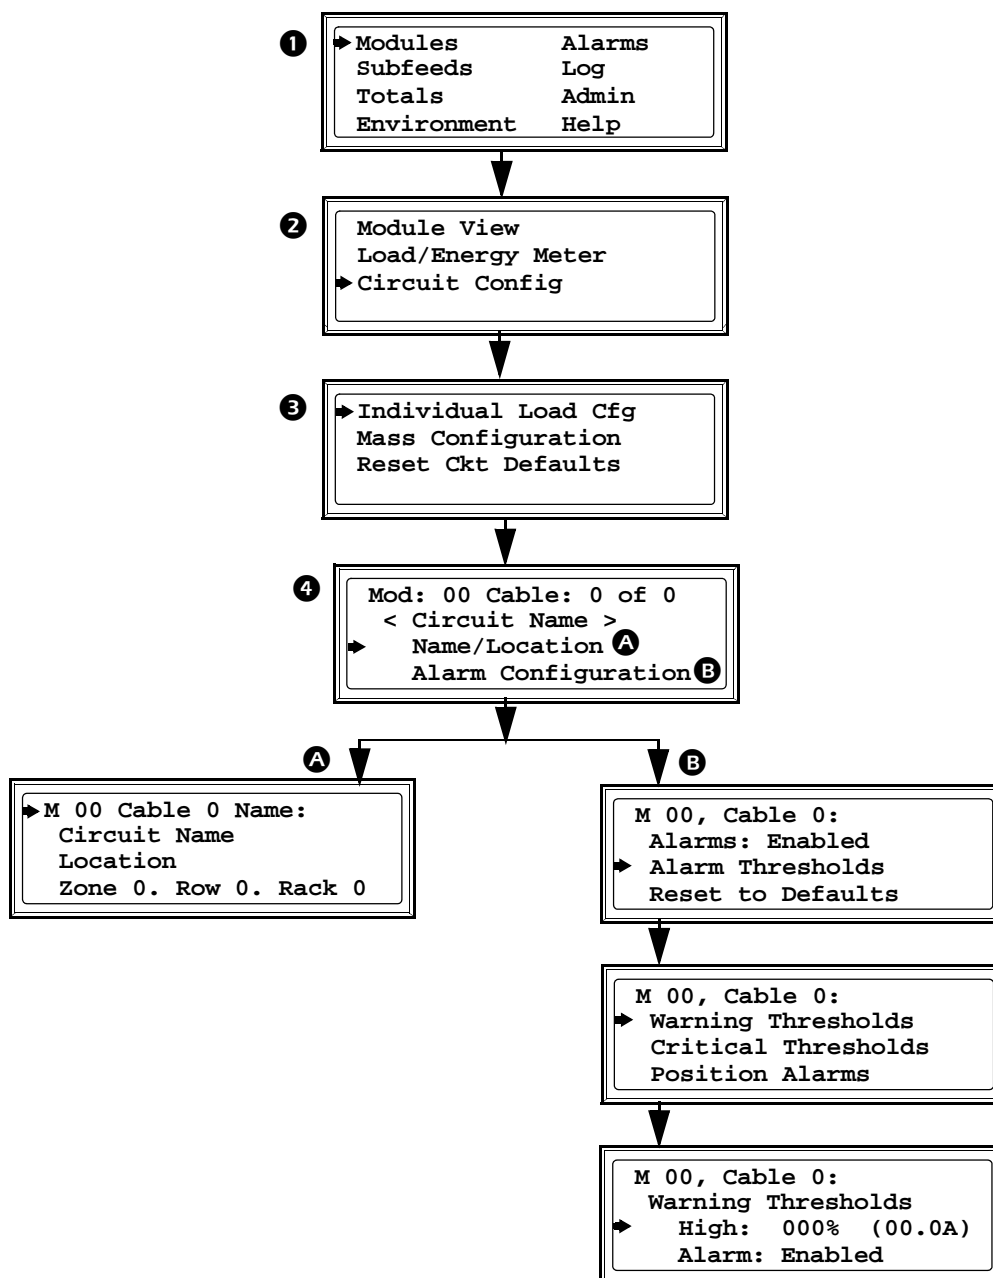 ❶
Modules Alarms
Subfeeds Log
Totals Admin
Environment Help
❷
Module View
Load/Energy Meter
Circuit Config
❸
Individual Load Cfg
Mass Configuration
Reset Ckt Defaults
❹
Mod: 00 Cable: 0 of 0
< Circuit Name >
Name/Location A
Alarm Configuration B
A
M 00 Cable 0 Name:
Circuit Name
Location
Zone 0. Row 0. Rack 0
B
M 00, Cable 0:
Alarms: Enabled
Alarm Thresholds
Reset to Defaults
M 00, Cable 0:
Warning Thresholds
Critical Thresholds
Position Alarms
M 00, Cable 0:
Warning Thresholds
High: 000% (00.0A)
Alarm: Enabled